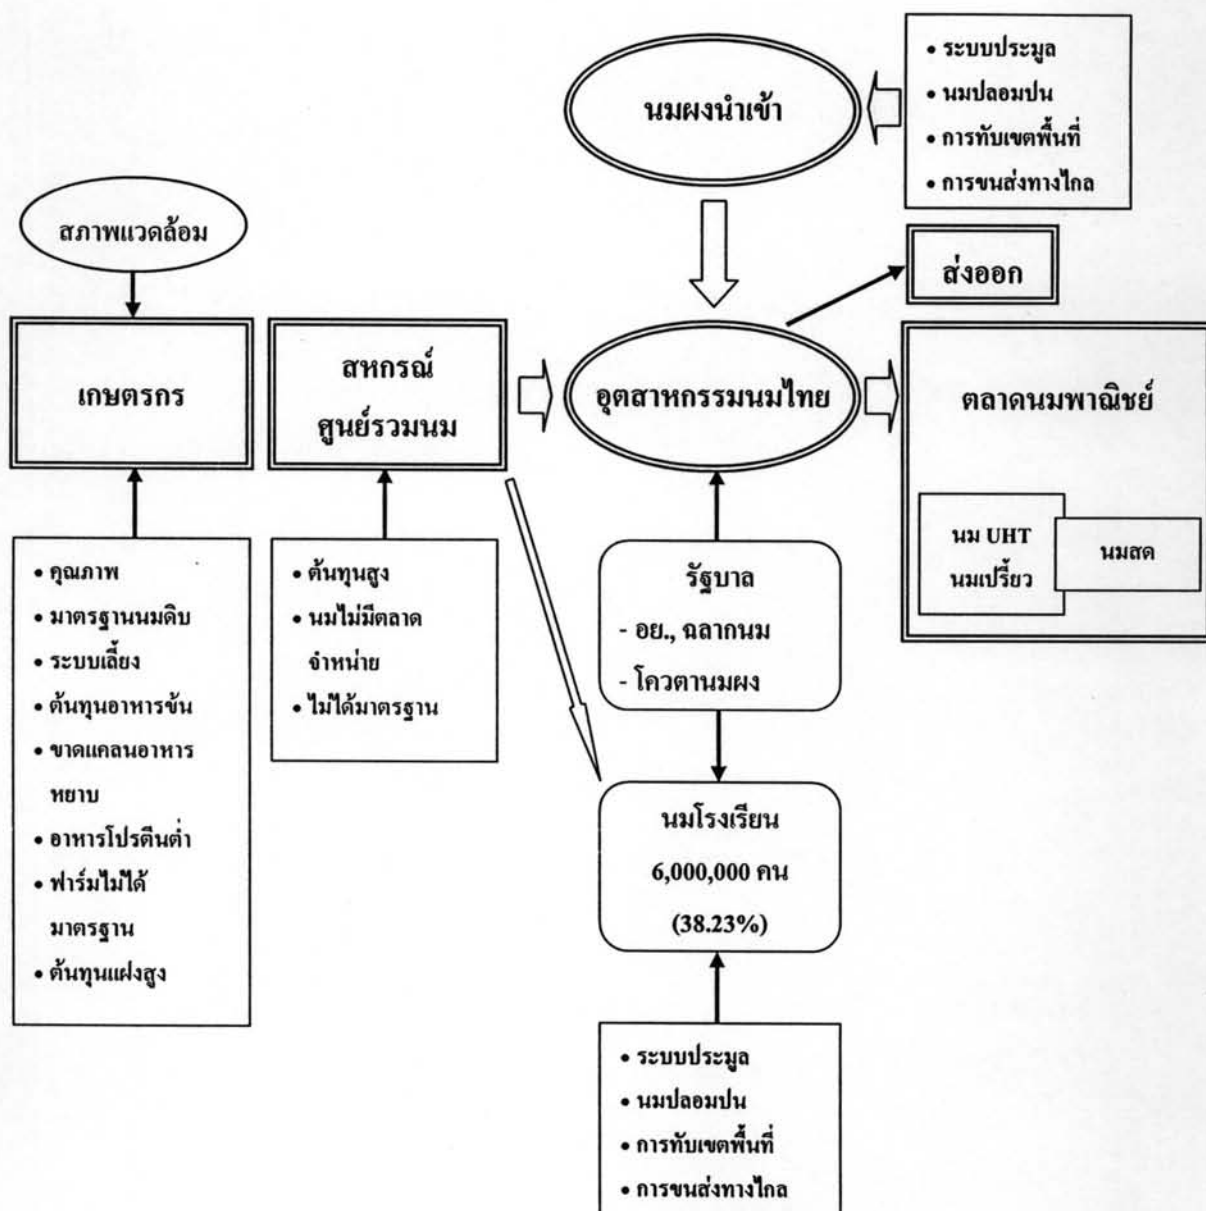 นมผงนำเข้า
• ระบบประมูล
• นมปลอมปน
• การทับเขตพื้นที่
• การขนส่งทางไกล
สภาพแวดล้อม
ส่งออก
เกษตรกร
สหกรณ์
ศูนย์รวมนม
อุตสาหกรรมนมไทย
ตลาดนมพาณิชย์
นม UHT
นมเปรี้ยว
นมสด
• คุณภาพ
• มาตรฐานนมดิบ
• ระบบเลี้ยง
• ต้นทุนอาหารข้น
• ขาดแคลนอาหาร
หยาบ
• อาหารโปรตีนต่ำ
• ฟาร์มไม่ได้
มาตรฐาน
• ต้นทุนแฝงสูง
• ต้นทุนสูง
• นมไม่มีตลาด
จำหน่าย
• ไม่ได้มาตรฐาน
รัฐบาล
- อย., ฉลากนม
- โควตานมผง
นมโรงเรียน
6,000,000 คน
(38.23%)
• ระบบประมูล
• นมปลอมปน
• การทับเขตพื้นที่
• การขนส่งทางไกล